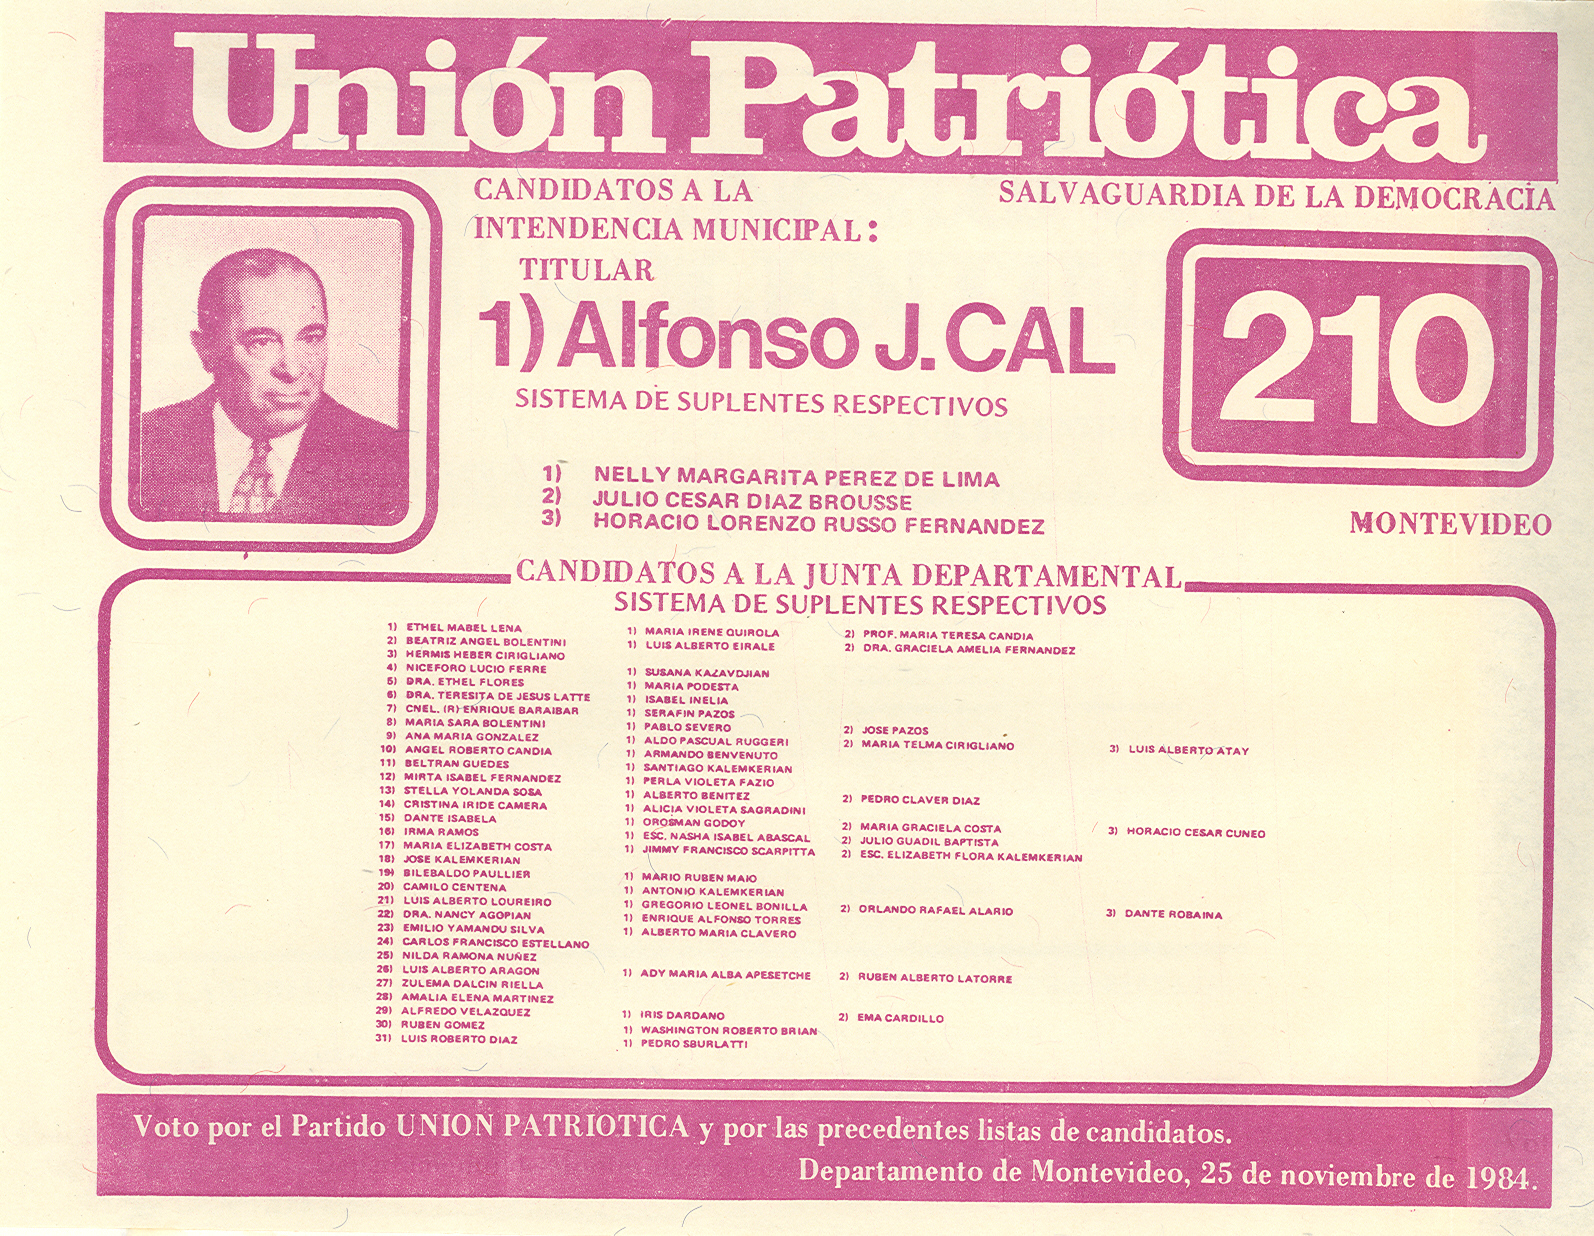 Unión Patriótica
CANDIDATOS A LA
INTENDENCIA MUNICIPAL:
SALVAGUARDIA DE LA DEMOCRACIA
TITULAR
1) Alfonso J. CAL
210
SISTEMA DE SUPLENTES RESPECTIVOS
1) NELLY MARGARITA PEREZ DE LIMA
2) JULIO CESAR DIAZ BROUSSE
3) HORACIO LORENZO RUSSO FERNANDEZ
MONTEVIDEO
CANDIDATOS A LA JUNTA DEPARTAMENTAL
SISTEMA DE SUPLENTES RESPECTIVOS
1) ETHEL MABEL LENA 1) MARIA IRENE QUIROLA 2) PROF. MARIA TERESA CANDIA
2) BEATRIZ ANGEL BOLENTINI 1) LUIS ALBERTO EIRALE 2) DRA. GRACIELA AMELIA FERNANDEZ
3) HERMIS HEBER CIRIGLIANO
4) NICEFORO LUCIO FERRE 1) SUSANA KAZAVDJIAN
5) DRA. ETHEL FLORES 1) MARIA PODESTA
6) DRA. TERESITA DE JESUS LATTE 1) ISABEL INELIA
7) CNEL. (R) ENRIQUE BARAIBAR 1) SERAFIN PAZOS
8) MARIA SARA BOLENTINI 1) PABLO SEVERO 2) JOSE PAZOS
9) ANA MARIA GONZALEZ 1) ALDO PASCUAL RUGGERI 2) MARIA TELMA CIRIGLIANO 3) LUIS ALBERTO ATAY
10) ANGEL ROBERTO CANDIA 1) ARMANDO BENVENUTO
11) BELTRAN GUEDES 1) SANTIAGO KALEMKERIAN
12) MIRTA ISABEL FERNANDEZ 1) PERLA VIOLETA FAZIO
13) STELLA YOLANDA SOSA 1) ALBERTO BENITEZ 2) PEDRO CLAVER DIAZ
14) CRISTINA IRIDE CAMERA 1) ALICIA VIOLETA SAGRADINI
15) DANTE ISABELA 1) OROSMAN GODOY 2) MARIA GRACIELA COSTA 3) HORACIO CESAR CUNEO
16) IRMA RAMOS 1) ESC. NASHA ISABEL ABASCAL 2) JULIO GUADIL BAPTISTA
17) MARIA ELIZABETH COSTA 1) JIMMY FRANCISCO SCARPITTA 2) ESC. ELIZABETH FLORA KALEMKERIAN
18) JOSE KALEMKERIAN
19) BILEBALDO PAULLIER 1) MARIO RUBEN MAIO
20) CAMILO CENTENA 1) ANTONIO KALEMKERIAN
21) LUIS ALBERTO LOUREIRO 1) GREGORIO LEONEL BONILLA 2) ORLANDO RAFAEL ALARIO 3) DANTE ROBAINA
22) DRA. NANCY AGOPIAN 1) ENRIQUE ALFONSO TORRES
23) EMILIO YAMANDU SILVA 1) ALBERTO MARIA CLAVERO
24) CARLOS FRANCISCO ESTELLANO
25) NILDA RAMONA NUÑEZ
26) LUIS ALBERTO ARAGON 1) ADY MARIA ALBA APESETCHE 2) RUBEN ALBERTO LATORRE
27) ZULEMA DALCIN RIELLA
28) AMALIA ELENA MARTINEZ
29) ALFREDO VELAZQUEZ 1) IRIS DARDANO 2) EMA CARDILLO
30) RUBEN GOMEZ 1) WASHINGTON ROBERTO BRIAN
31) LUIS ROBERTO DIAZ 1) PEDRO SBURLATTI
Voto por el Partido UNION PATRIOTICA y por las precedentes listas de candidatos.
Departamento de Montevideo, 25 de noviembre de 1984.